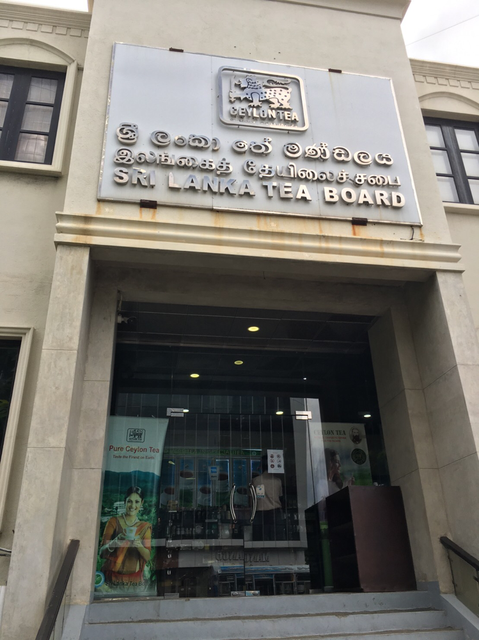 CEYLON TEA
ශ්‍රී ලංකා තේ මණ්ඩලය
இலங்கைத் தேயிலைச் சபை
SRI LANKA TEA BOARD
Pure Ceylon Tea